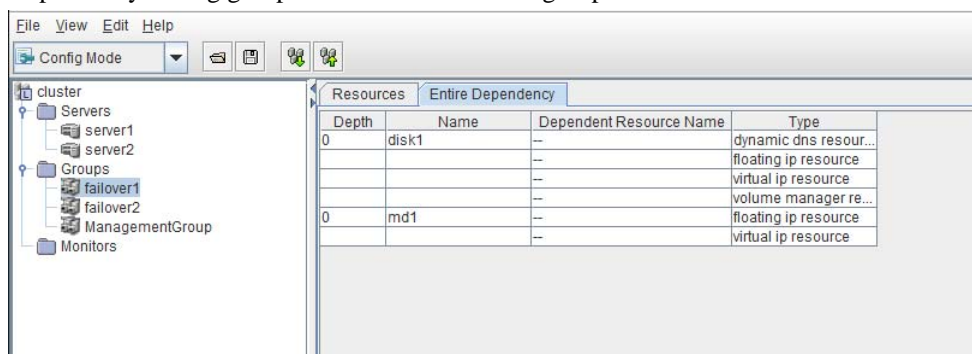 File View Edit Help
Config Mode
cluster
Servers
server1
server2
Groups
failover1
failover2
ManagementGroup
Monitors
Resources Entire Dependency
Depth Name Dependent Resource Name Type
0 disk1 -- dynamic dns resour...
-- floating ip resource
-- virtual ip resource
-- volume manager re...
0 md1 -- floating ip resource
-- virtual ip resource